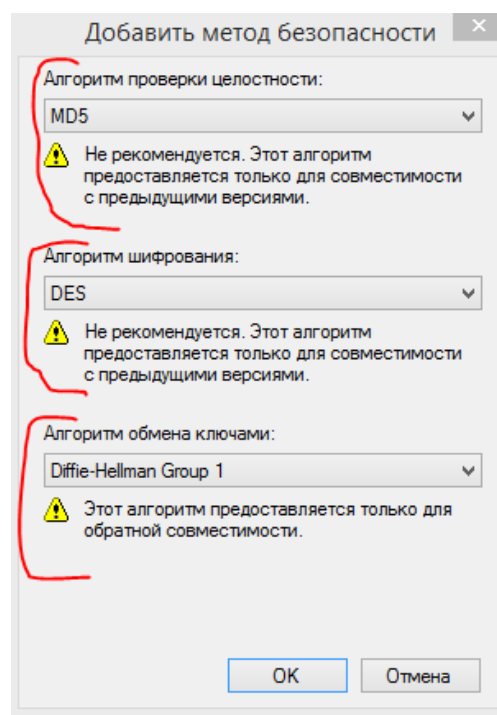 Добавить метод безопасности
Алгоритм проверки целостности:
MD5
Не рекомендуется. Этот алгоритм
предоставляется только для совместимости
с предыдущими версиями.
Алгоритм шифрования:
DES
Не рекомендуется. Этот алгоритм
предоставляется только для совместимости
с предыдущими версиями.
Алгоритм обмена ключами:
Diffie-Hellman Group 1
Этот алгоритм предоставляется только для
обратной совместимости.
OK
Отмена